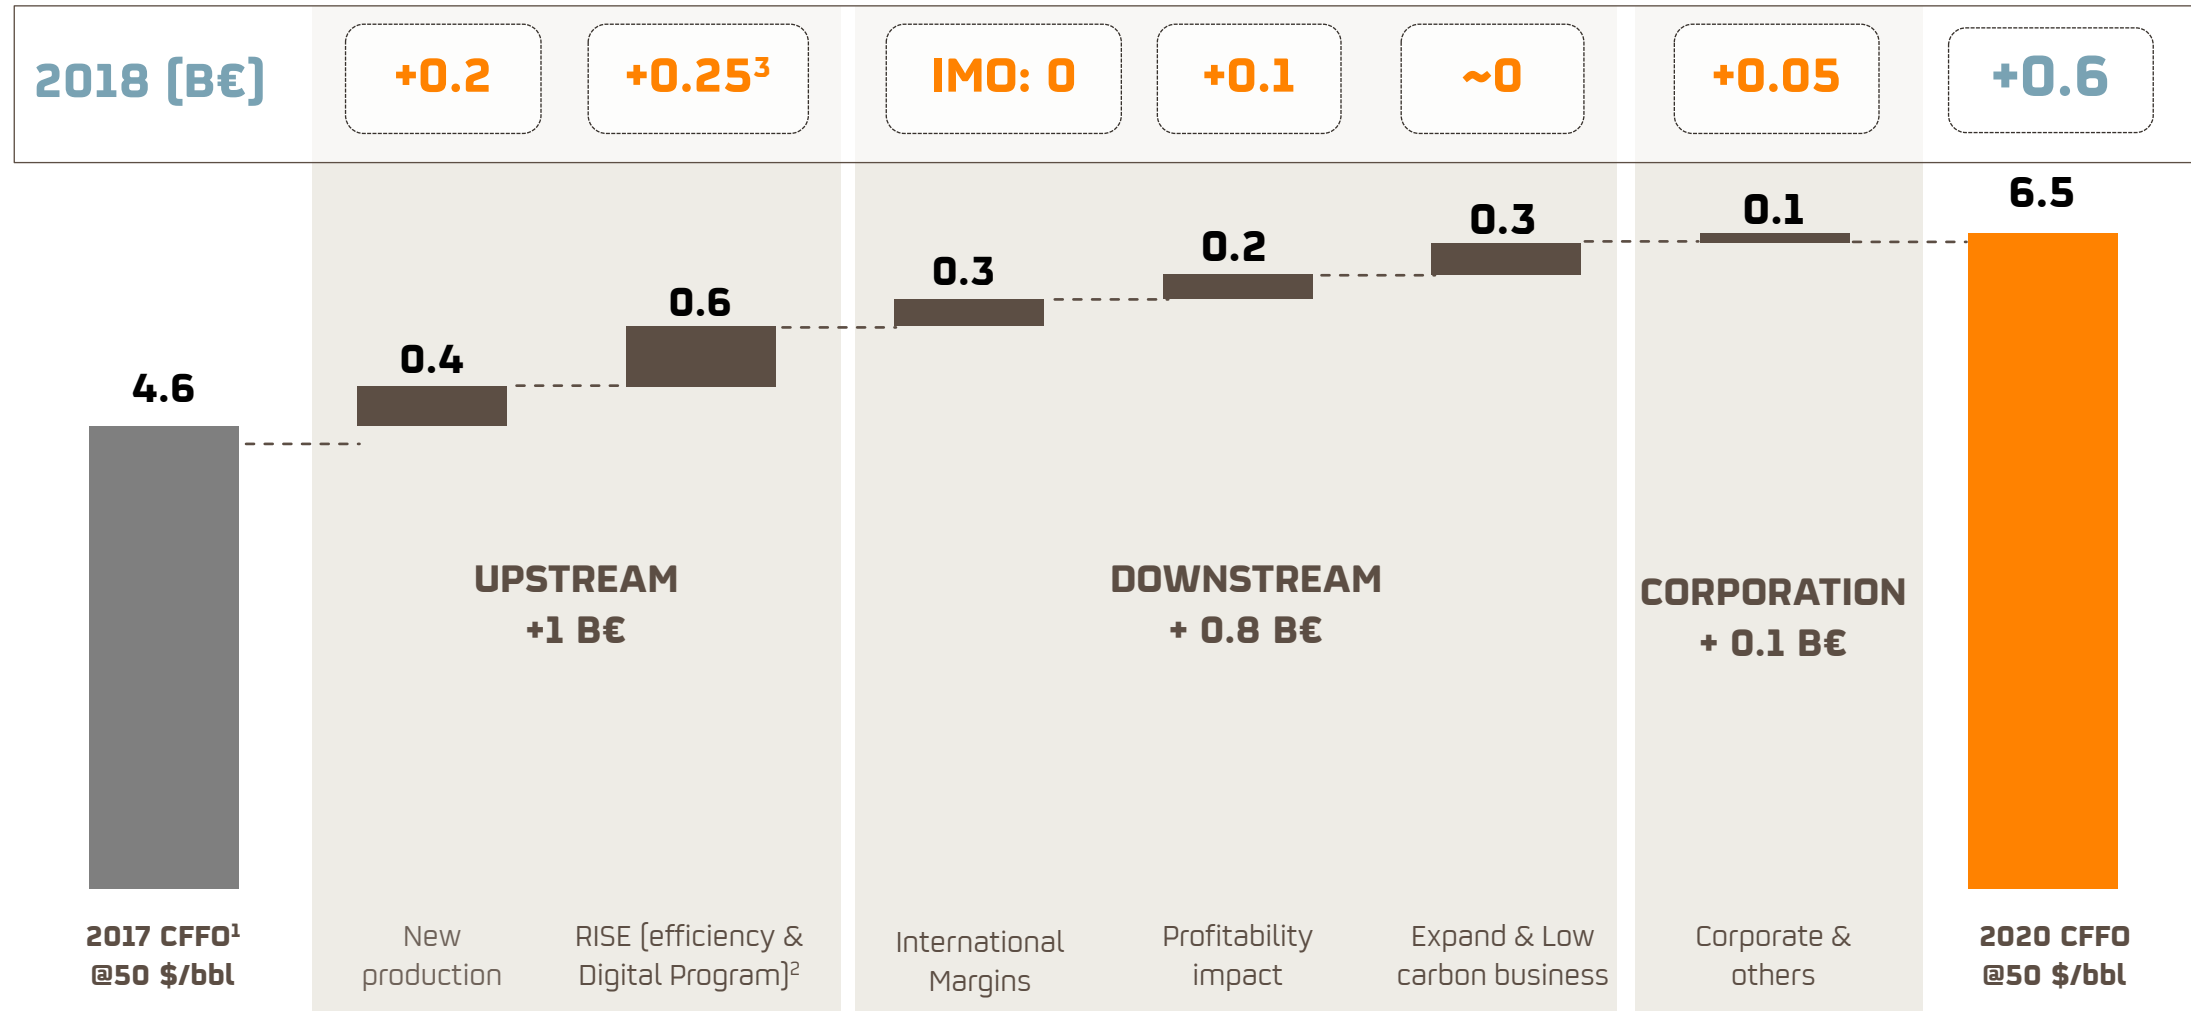 2018 (B€)
+0.2
+0.25³
IMO: 0
+0.1
~0
+0.05
+0.6
4.6
0.4
0.6
0.3
0.2
0.3
0.1
6.5
UPSTREAM
+1 B€
DOWNSTREAM
+ 0.8 B€
CORPORATION
+ 0.1 B€
2017 CFFO¹
@50 $/bbl
New
production
RISE (efficiency &
Digital Program)²
International
Margins
Profitability
impact
Expand & Low
carbon business
Corporate &
others
2020 CFFO
@50 $/bbl